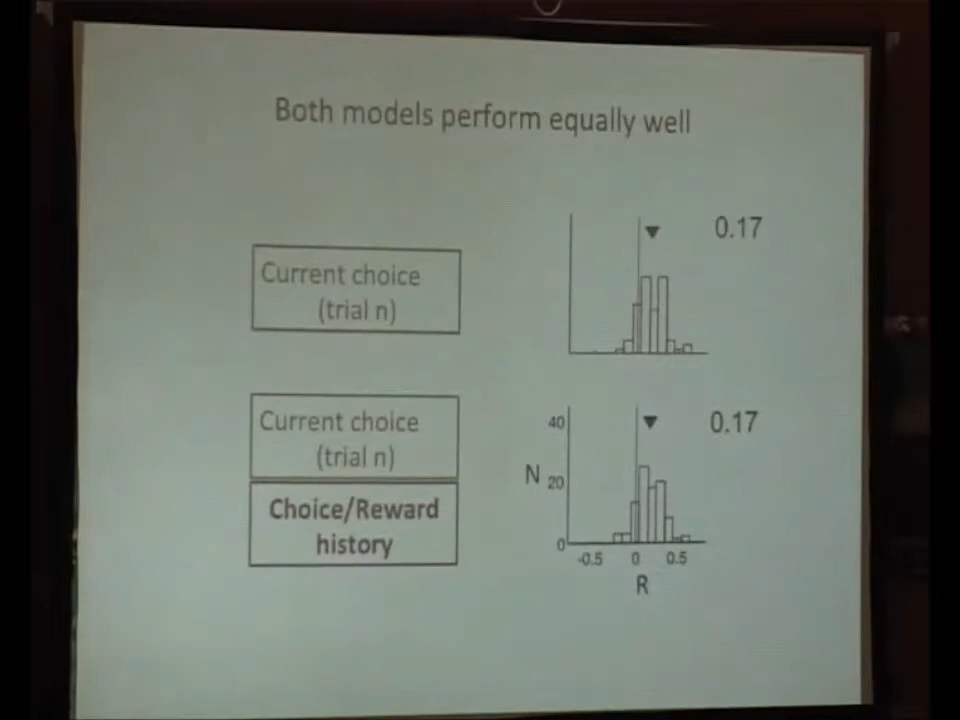 Both models perform equally well
Current choice
(trial n)
0.17
Current choice
(trial n)
Choice/Reward
history
0.17
40
N 20
0
-0.5 0 0.5
R